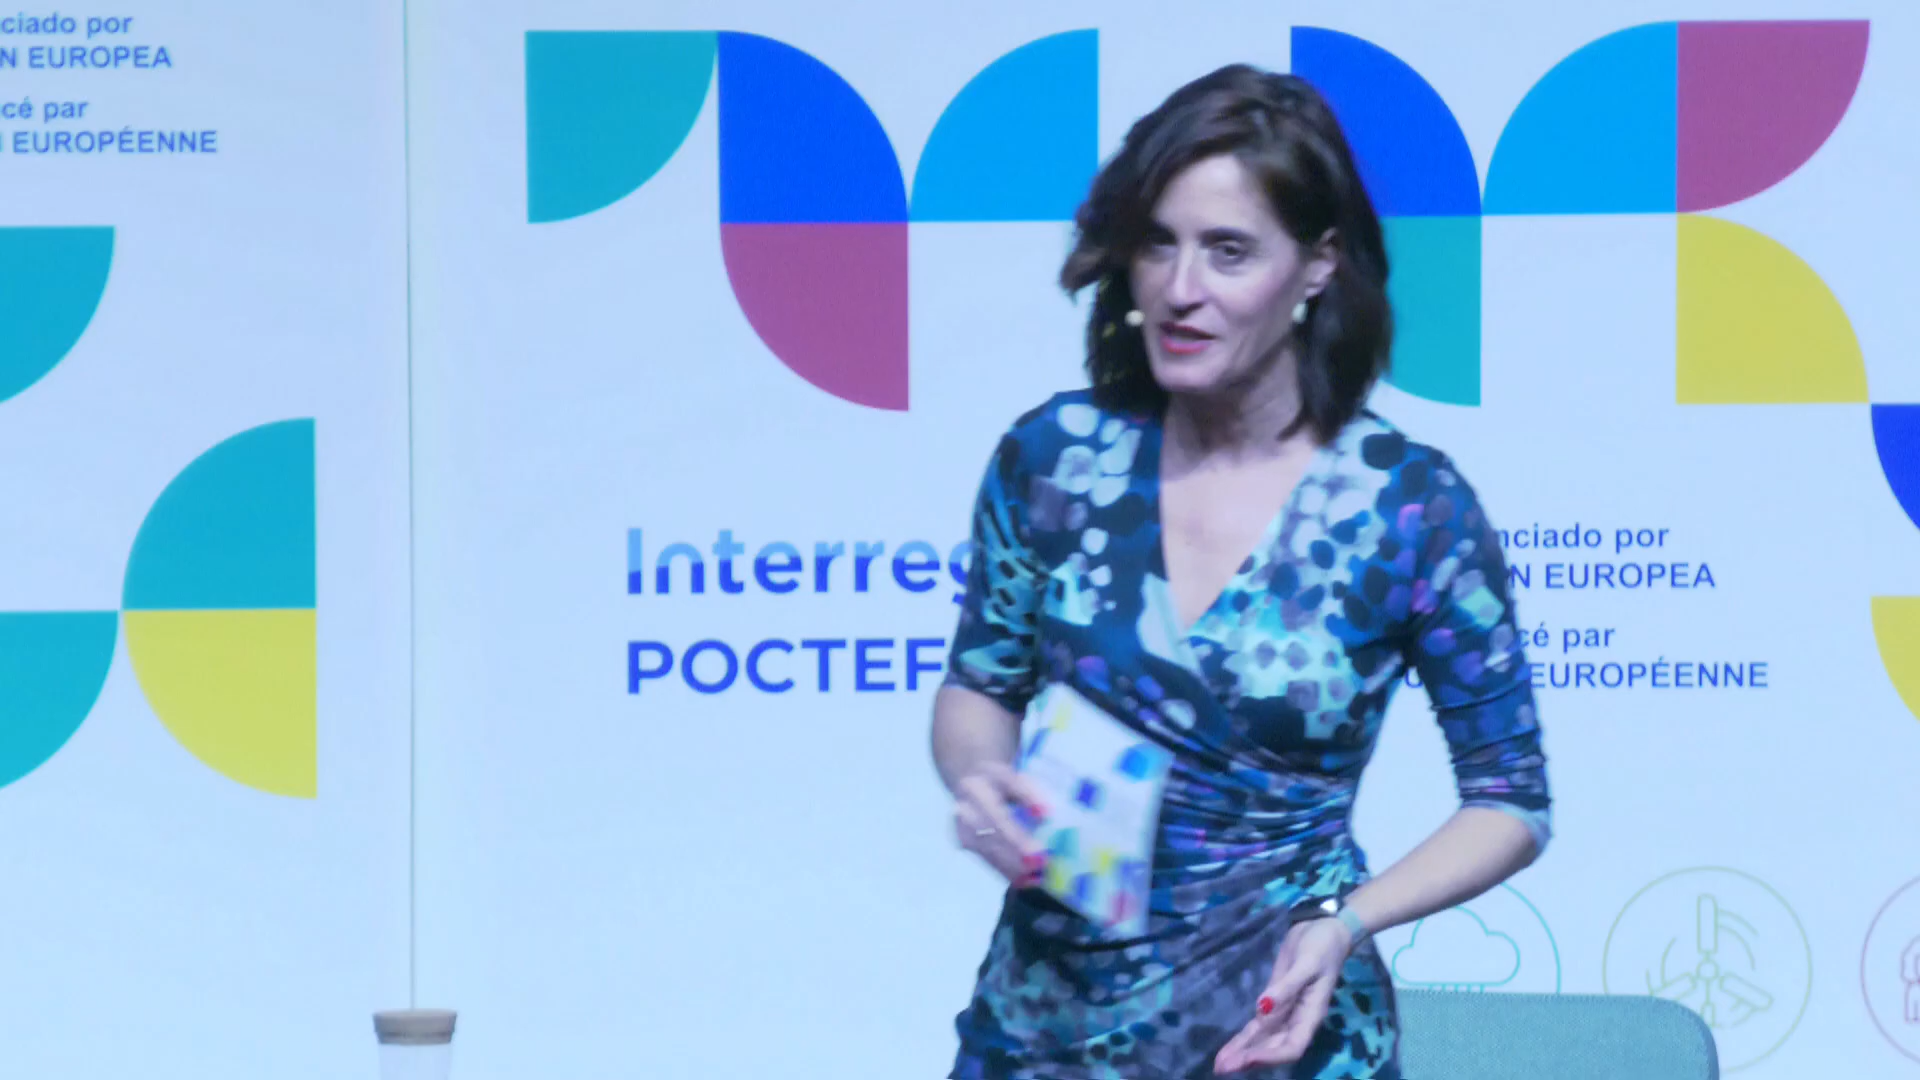 ciado por
N EUROPEA
cé par
EUROPÉENNE
Interreg
POCTEF
nciado por
N EUROPEA
cé par
EUROPÉENNE